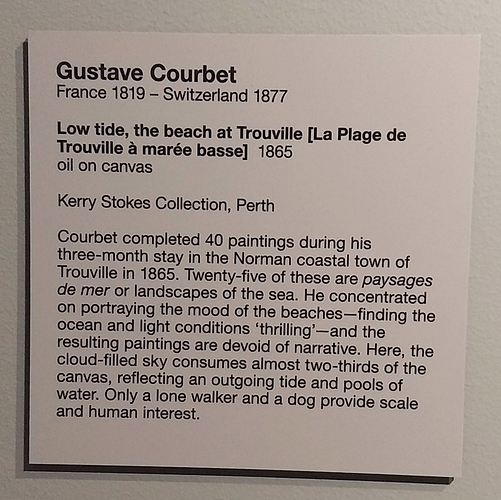 Gustave Courbet
France 1819 – Switzerland 1877
Low tide, the beach at Trouville [La Plage de
Trouville à marée basse] 1865
oil on canvas
Kerry Stokes Collection, Perth
Courbet completed 40 paintings during his
three-month stay in the Norman coastal town of
Trouville in 1865. Twenty-five of these are paysages
de mer or landscapes of the sea. He concentrated
on portraying the mood of the beaches—finding the
ocean and light conditions ‘thrilling’—and the
resulting paintings are devoid of narrative. Here, the
cloud-filled sky consumes almost two-thirds of the
canvas, reflecting an outgoing tide and pools of
water. Only a lone walker and a dog provide scale
and human interest.